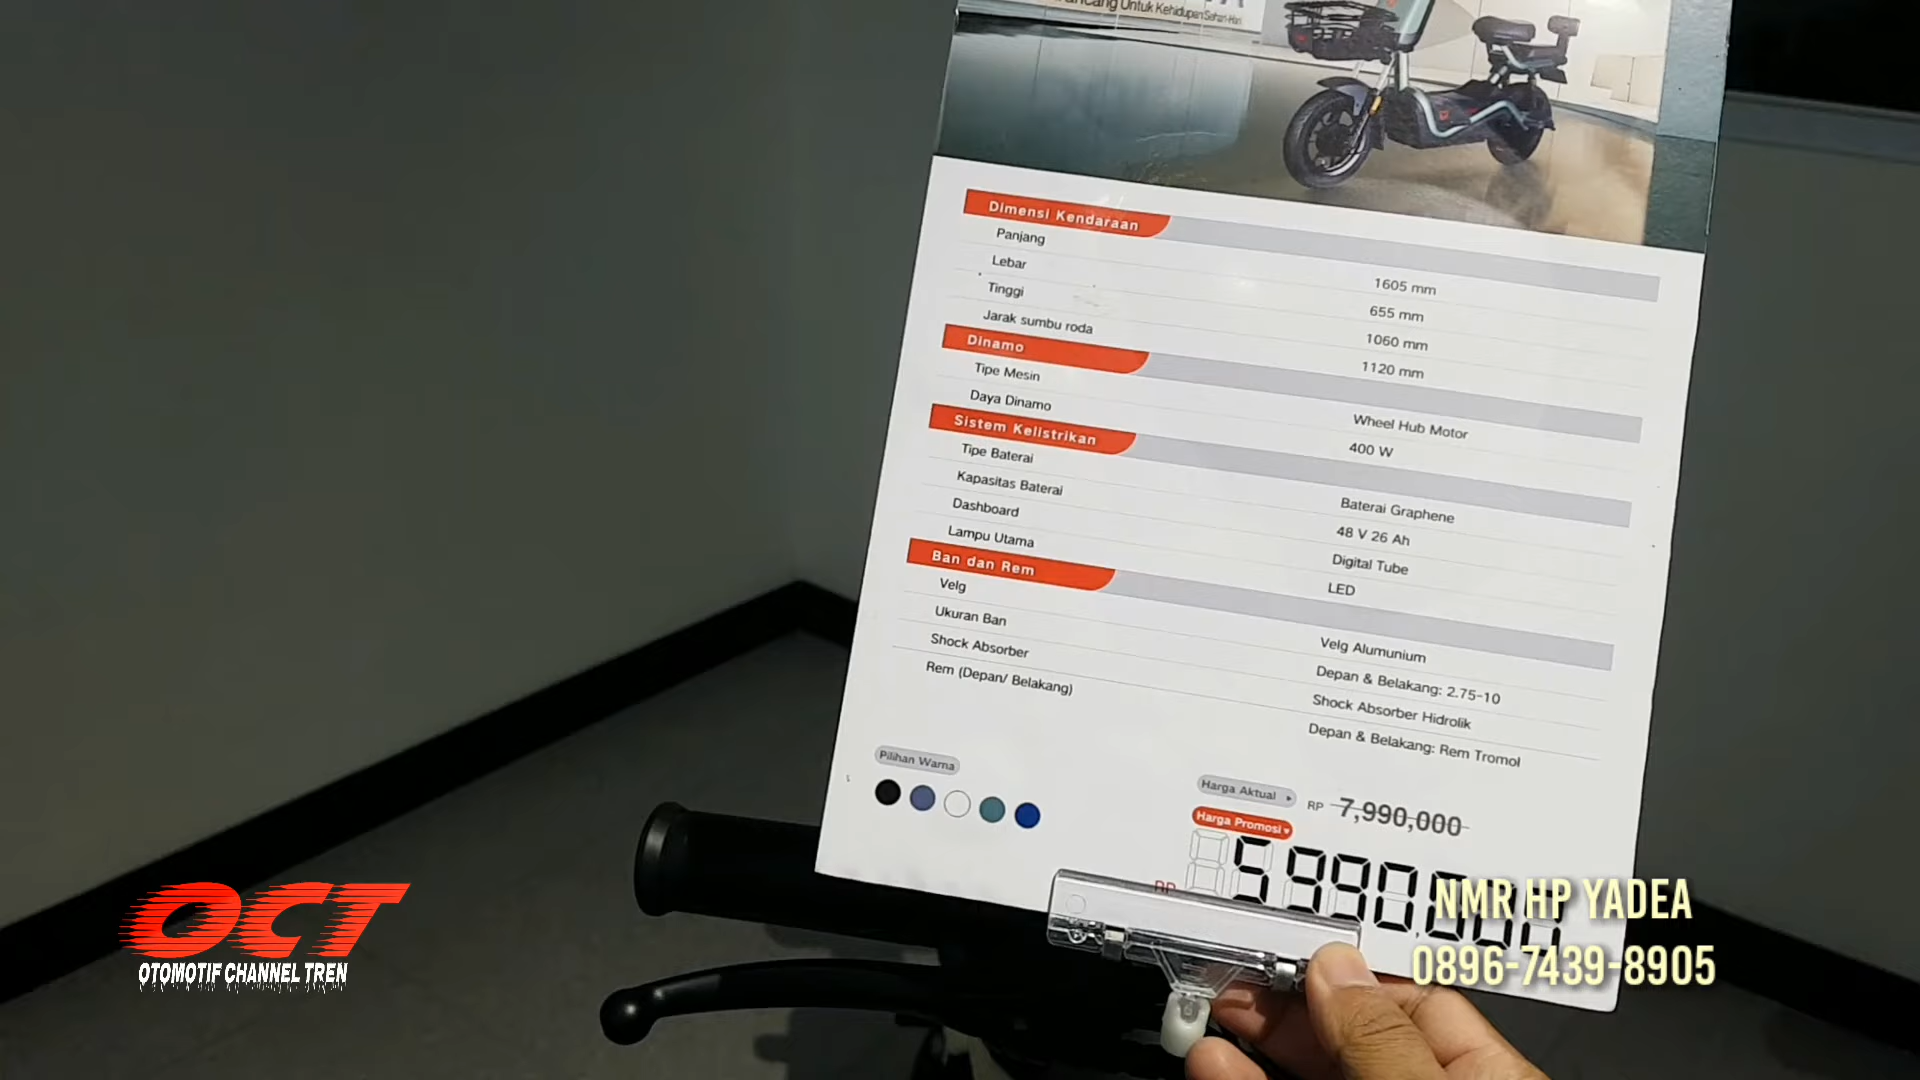 Untuk Kehidupan Sehari-Hari
Dimensi Kendaraan
Panjang 1605 mm
Lebar 655 mm
Tinggi 1060 mm
Jarak sumbu roda 1120 mm
Dinamo
Tipe Mesin Wheel Hub Motor
Daya Dinamo 400 W
Sistem Kelistrikan
Tipe Baterai Baterai Graphene
Kapasitas Baterai 48 V 26 Ah
Dashboard Digital Tube
Lampu Utama LED
Ban dan Rem
Velg Velg Alumunium
Ukuran Ban Depan & Belakang: 2.75-10
Shock Absorber Shock Absorber Hidrolik
Rem (Depan/ Belakang) Depan & Belakang: Rem Tromol
Pilihan Warna
Harga Aktual RP 7,990,000
Harga Promosi
RP 5990,000
NMR HP YADEA
0896-7439-8905
OCT
OTOMOTIF CHANNEL TREN